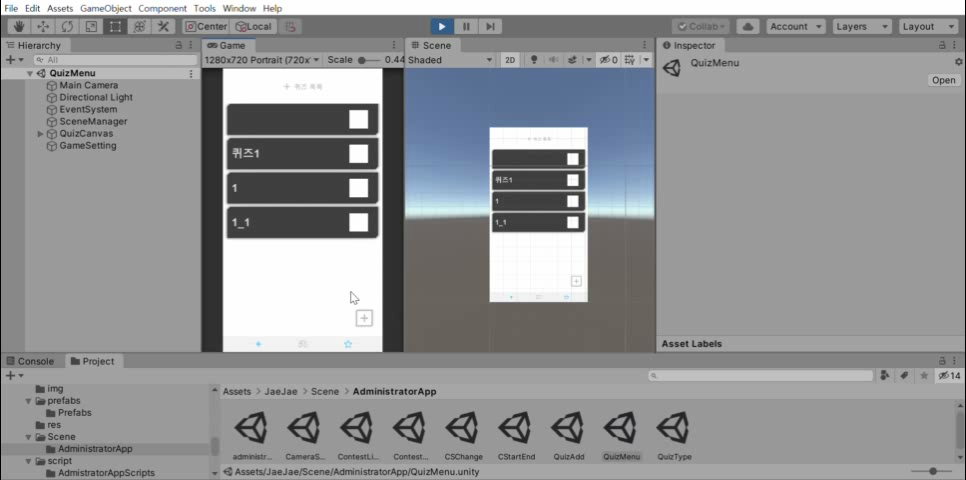 File Edit Assets GameObject Component Tools Window Help
Center Local Collab Account Layers Layout
Hierarchy
All
QuizMenu
Main Camera
Directional Light
EventSystem
SceneManager
QuizCanvas
GameSetting
Game
1280x720 Portrait (720x Scale 0.44
+ 퀴즈 목록
퀴즈1
1
1_1
Scene
Shaded 2D 0
퀴즈1
1
1_1
Inspector
QuizMenu
Open
Asset Labels
Console Project
14
img
prefabs
Prefabs
res
Scene
AdministratorApp
script
AdmistratorAppScripts
Assets > JaeJae > Scene > AdministratorApp
administr... CameraS... ContestLi... Contest... CSChange CStartEnd QuizAdd QuizMenu QuizType
Assets/JaeJae/Scene/AdministratorApp/QuizMenu.unity